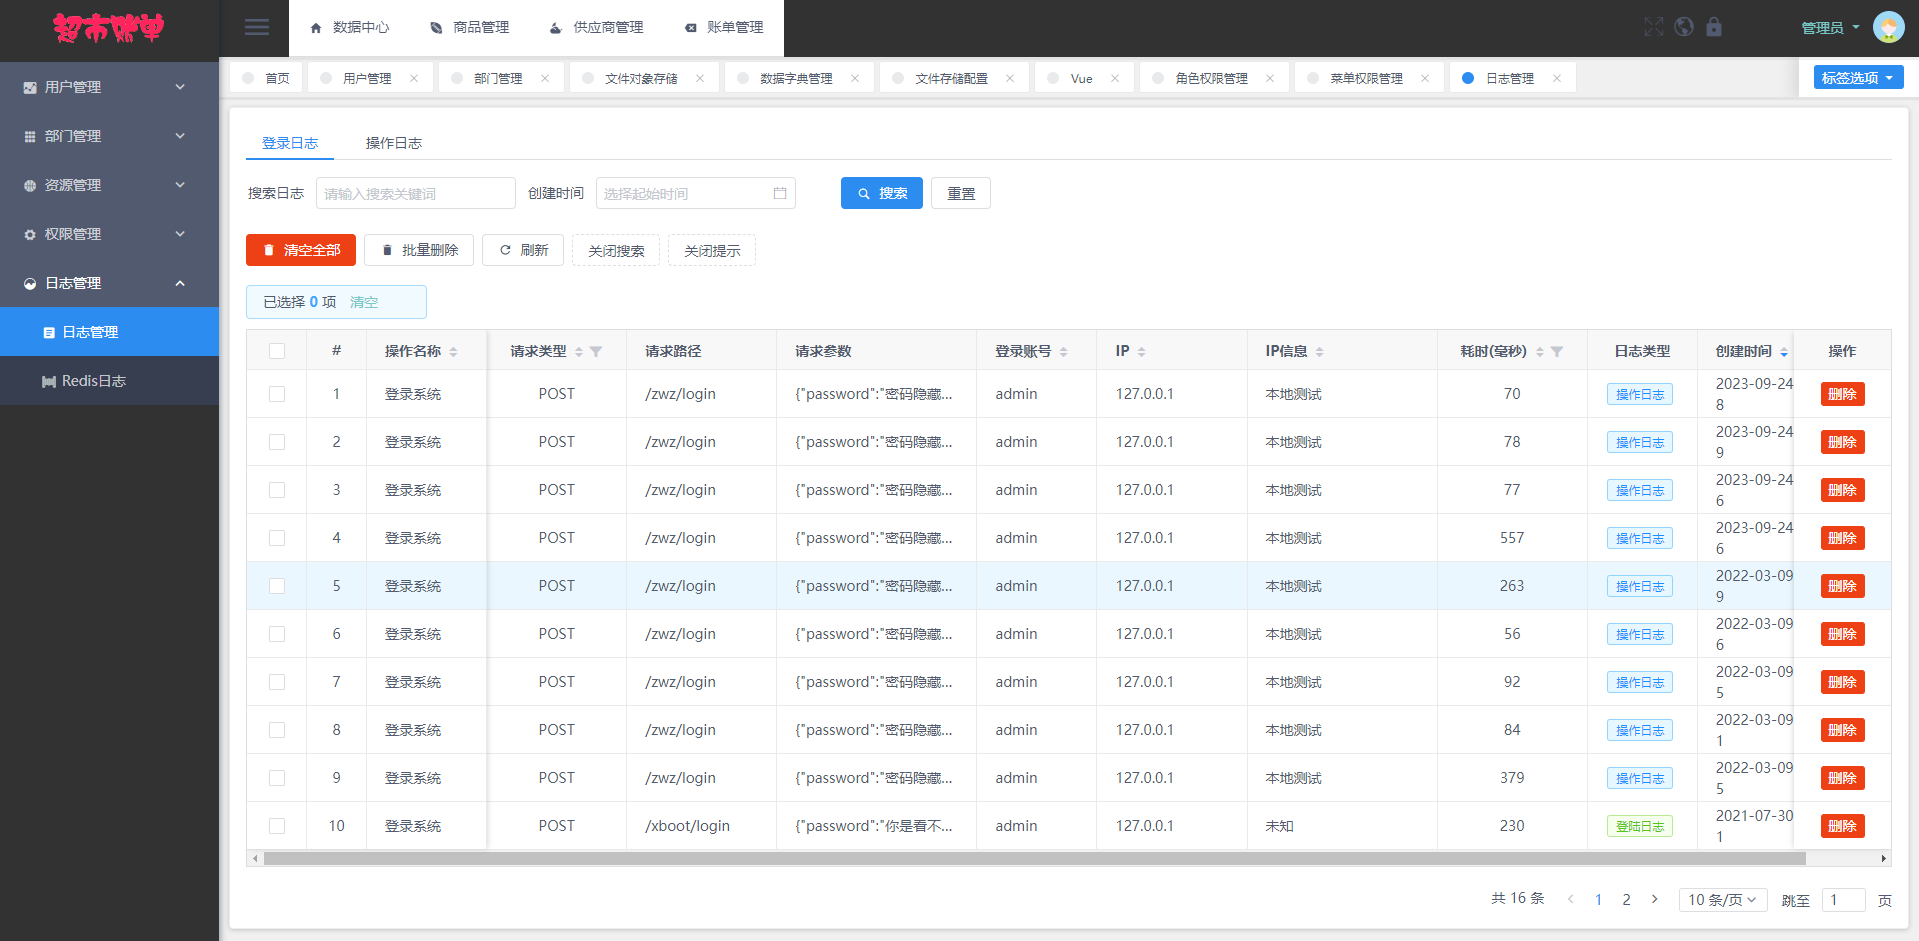 超市账单
数据中心
商品管理
供应商管理
账单管理
管理员
用户管理
部门管理
资源管理
权限管理
日志管理
日志管理
Redis日志
首页
用户管理
部门管理
文件对象存储
数据字典管理
文件存储配置
Vue
角色权限管理
菜单权限管理
日志管理
标签选项
登录日志
操作日志
搜索日志
请输入搜索关键词
创建时间
选择起始时间
搜索
重置
清空全部
批量删除
刷新
关闭搜索
关闭提示
已选择 0 项 清空
# 操作名称 请求类型 请求路径 请求参数 登录账号 IP IP信息 耗时(毫秒) 日志类型 创建时间 操作
1 登录系统 POST /zwz/login {"password":"密码隐藏... admin 127.0.0.1 本地测试 70 操作日志 2023-09-24 删除
8
2 登录系统 POST /zwz/login {"password":"密码隐藏... admin 127.0.0.1 本地测试 78 操作日志 2023-09-24 删除
9
3 登录系统 POST /zwz/login {"password":"密码隐藏... admin 127.0.0.1 本地测试 77 操作日志 2023-09-24 删除
6
4 登录系统 POST /zwz/login {"password":"密码隐藏... admin 127.0.0.1 本地测试 557 操作日志 2023-09-24 删除
6
5 登录系统 POST /zwz/login {"password":"密码隐藏... admin 127.0.0.1 本地测试 263 操作日志 2022-03-09 删除
9
6 登录系统 POST /zwz/login {"password":"密码隐藏... admin 127.0.0.1 本地测试 56 操作日志 2022-03-09 删除
6
7 登录系统 POST /zwz/login {"password":"密码隐藏... admin 127.0.0.1 本地测试 92 操作日志 2022-03-09 删除
5
8 登录系统 POST /zwz/login {"password":"密码隐藏... admin 127.0.0.1 本地测试 84 操作日志 2022-03-09 删除
1
9 登录系统 POST /zwz/login {"password":"密码隐藏... admin 127.0.0.1 本地测试 379 操作日志 2022-03-09 删除
5
10 登录系统 POST /xboot/login {"password":"你是看不... admin 127.0.0.1 未知 230 登陆日志 2021-07-30 删除
1
共 16 条 1 2 10 条/页 跳至 1 页